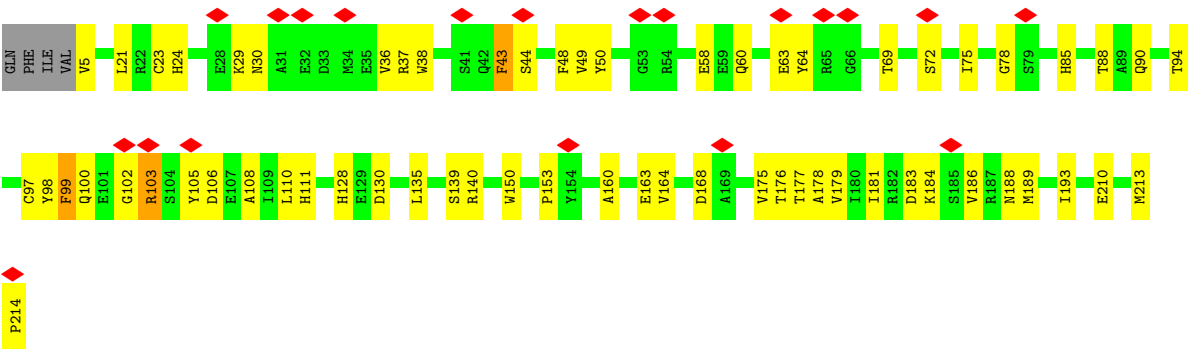 GLN PHE ILE VAL V5 L21 R22 C23 H24 E28 K29 N30 A31 E32 D33 M34 E35 V36 R37 W38 S41 Q42 F43 S44 F48 V49 Y50 G53 R54 E58 E59 Q60 E63 Y64 R65 G66 T69 S72 I75 G78 S79 H85 T88 A89 Q90 T94
C97 Y98 F99 Q100 E101 G102 R103 S104 Y105 D106 E107 A108 I109 L110 H111 H128 E129 D130 L135 S139 R140 W150 P153 Y154 A160 E163 V164 D168 A169 V175 T176 T177 A178 V179 I180 I181 R182 D183 K184 S185 V186 R187 N188 M189 I193 E210 M213
P214